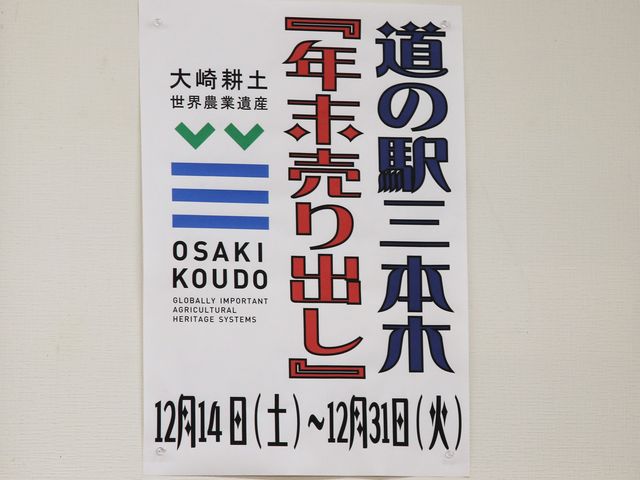 道の駅三本木
『年末売り出し』
大崎耕土
世界農業遺産
OSAKI
KOUDO
GLOBALLY IMPORTANT
AGRICULTURAL
HERITAGE SYSTEMS
12月14日(土)~12月31日(火)